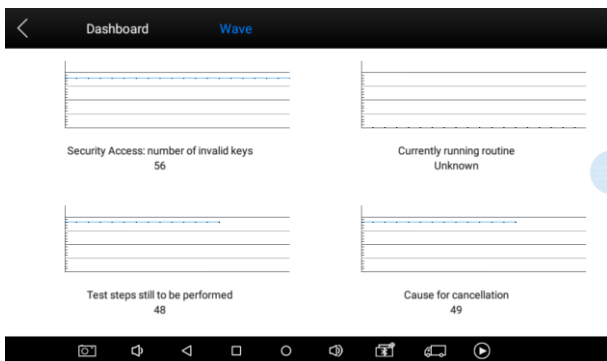 Dashboard Wave
Security Access: number of invalid keys
56
Currently running routine
Unknown
Test steps still to be performed
48
Cause for cancellation
49